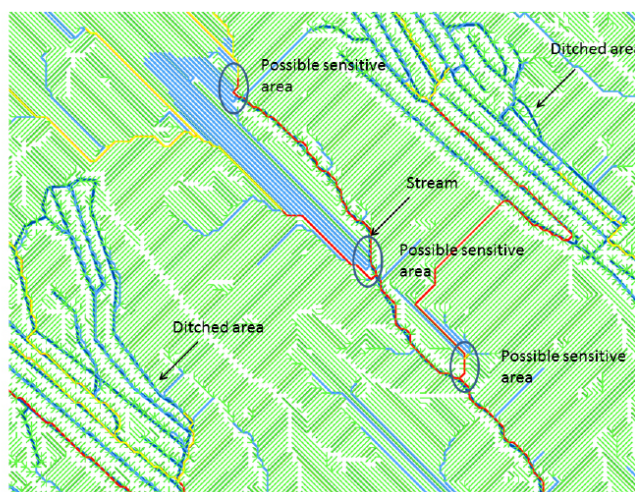 Ditched area
Possible sensitive
area
Stream
Possible sensitive
area
Ditched area
Possible sensitive
area